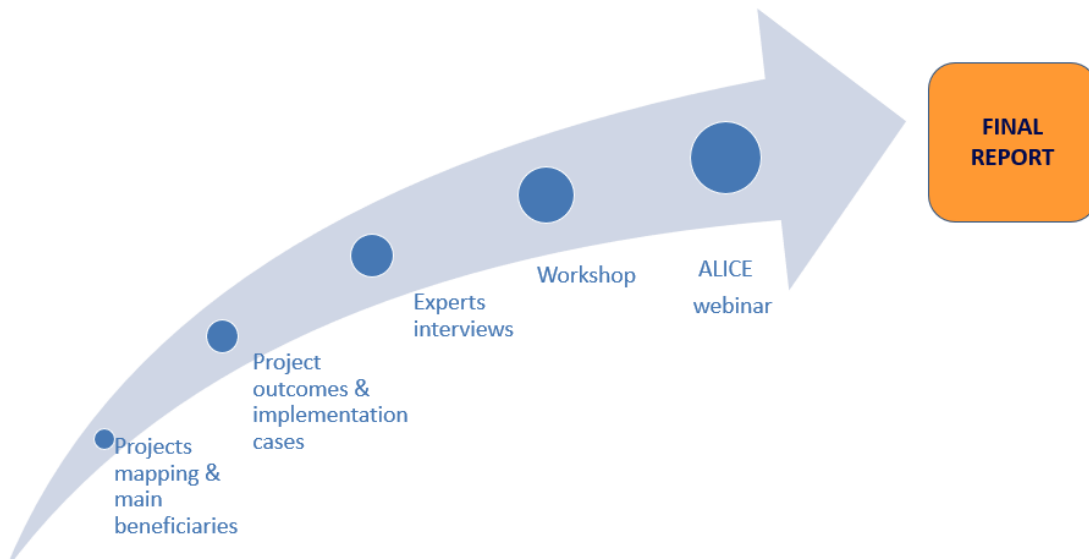 Projects
mapping &
main
beneficiaries
Project
outcomes &
implementation
cases
Experts
interviews
Workshop
ALICE
webinar
FINAL
REPORT